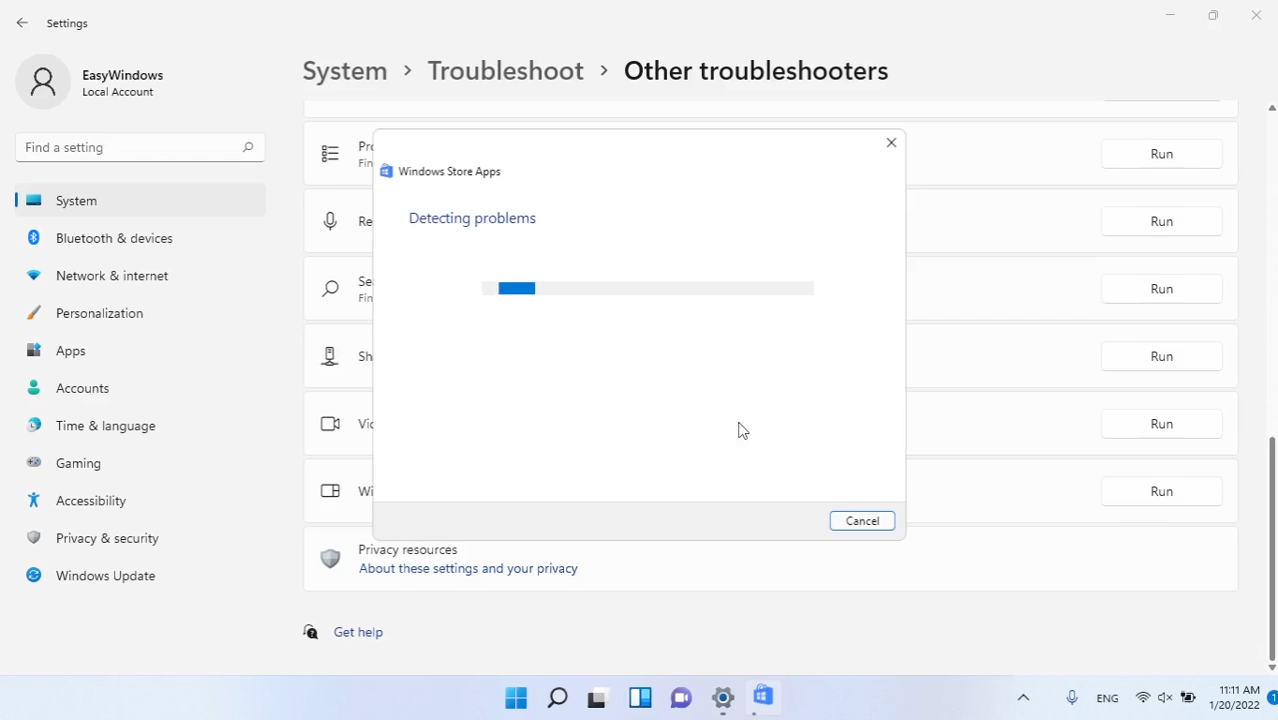 Settings
EasyWindows
Local Account
Find a setting
System
Bluetooth & devices
Network & internet
Personalization
Apps
Accounts
Time & language
Gaming
Accessibility
Privacy & security
Windows Update
System > Troubleshoot > Other troubleshooters
Windows Store Apps
Detecting problems
Cancel
Run
Run
Run
Run
Run
Run
Privacy resources
About these settings and your privacy
Get help
ENG
11:11 AM
1/20/2022
1